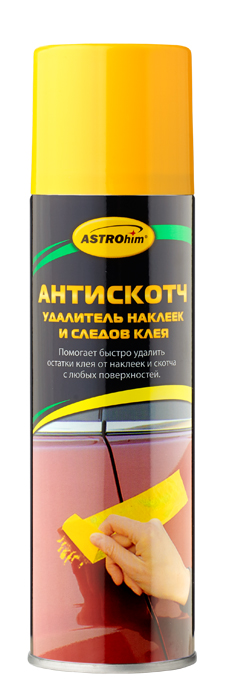 ASTROhim®
АНТИСКОТЧ
УДАЛИТЕЛЬ НАКЛЕЕК
И СЛЕДОВ КЛЕЯ
Помогает быстро удалить
остатки клея от наклеек и скотча
с любых поверхностей.